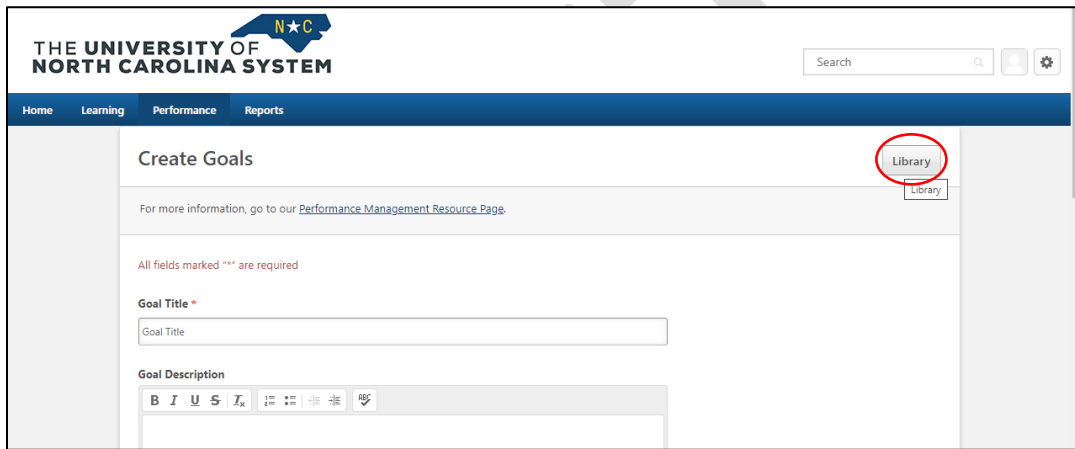 N★C
THE UNIVERSITY OF
NORTH CAROLINA SYSTEM
Search
Home Learning Performance Reports
Create Goals
Library
Library
For more information, go to our Performance Management Resource Page.
All fields marked "*" are required
Goal Title *
Goal Title
Goal Description
B I U S Ix ABC